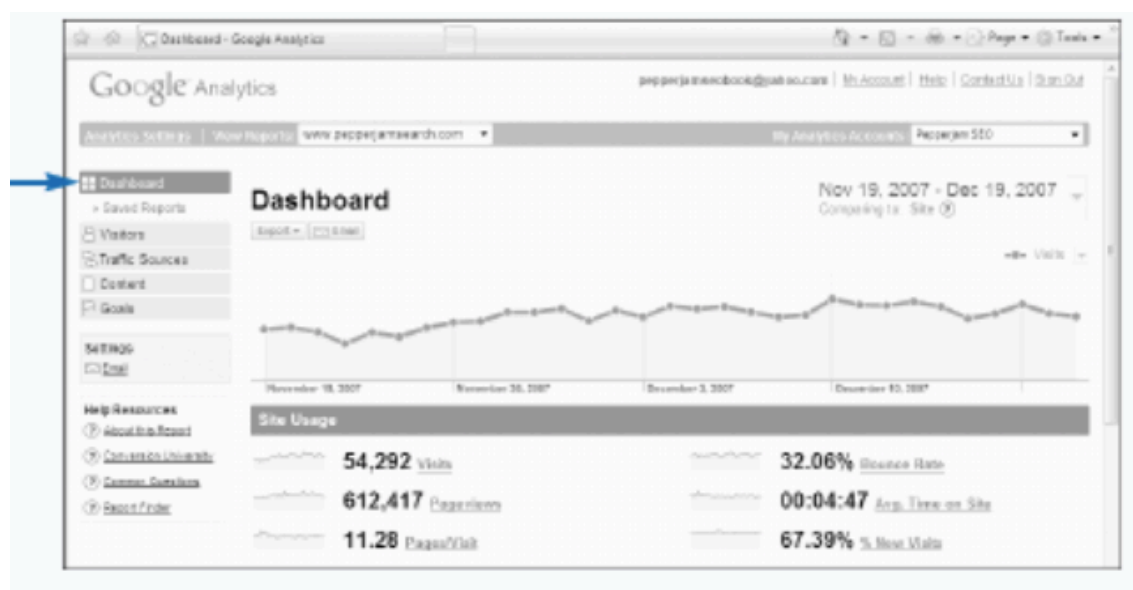 Dashboard - Google Analytics
Page Tools
Google Analytics
pepperjamseobook@yahoo.com | My Account | Help | Contact Us | Sign Out
Analytics Settings | View Reports: www.pepperjamsearch.com My Analytics Accounts: Pepperjam SEO
Dashboard
Saved Reports
Visitors
Traffic Sources
Content
Goals
Settings
Email
Help Resources
About this Report
Conversion University
Common Questions
Report Finder
Dashboard
Nov 19, 2007 - Dec 19, 2007
Comparing to: Site
Export Email
Visits
November 19, 2007 November 26, 2007 December 3, 2007 December 10, 2007
Site Usage
54,292 Visits
32.06% Bounce Rate
612,417 Pageviews
00:04:47 Avg. Time on Site
11.28 Pages/Visit
67.39% % New Visits